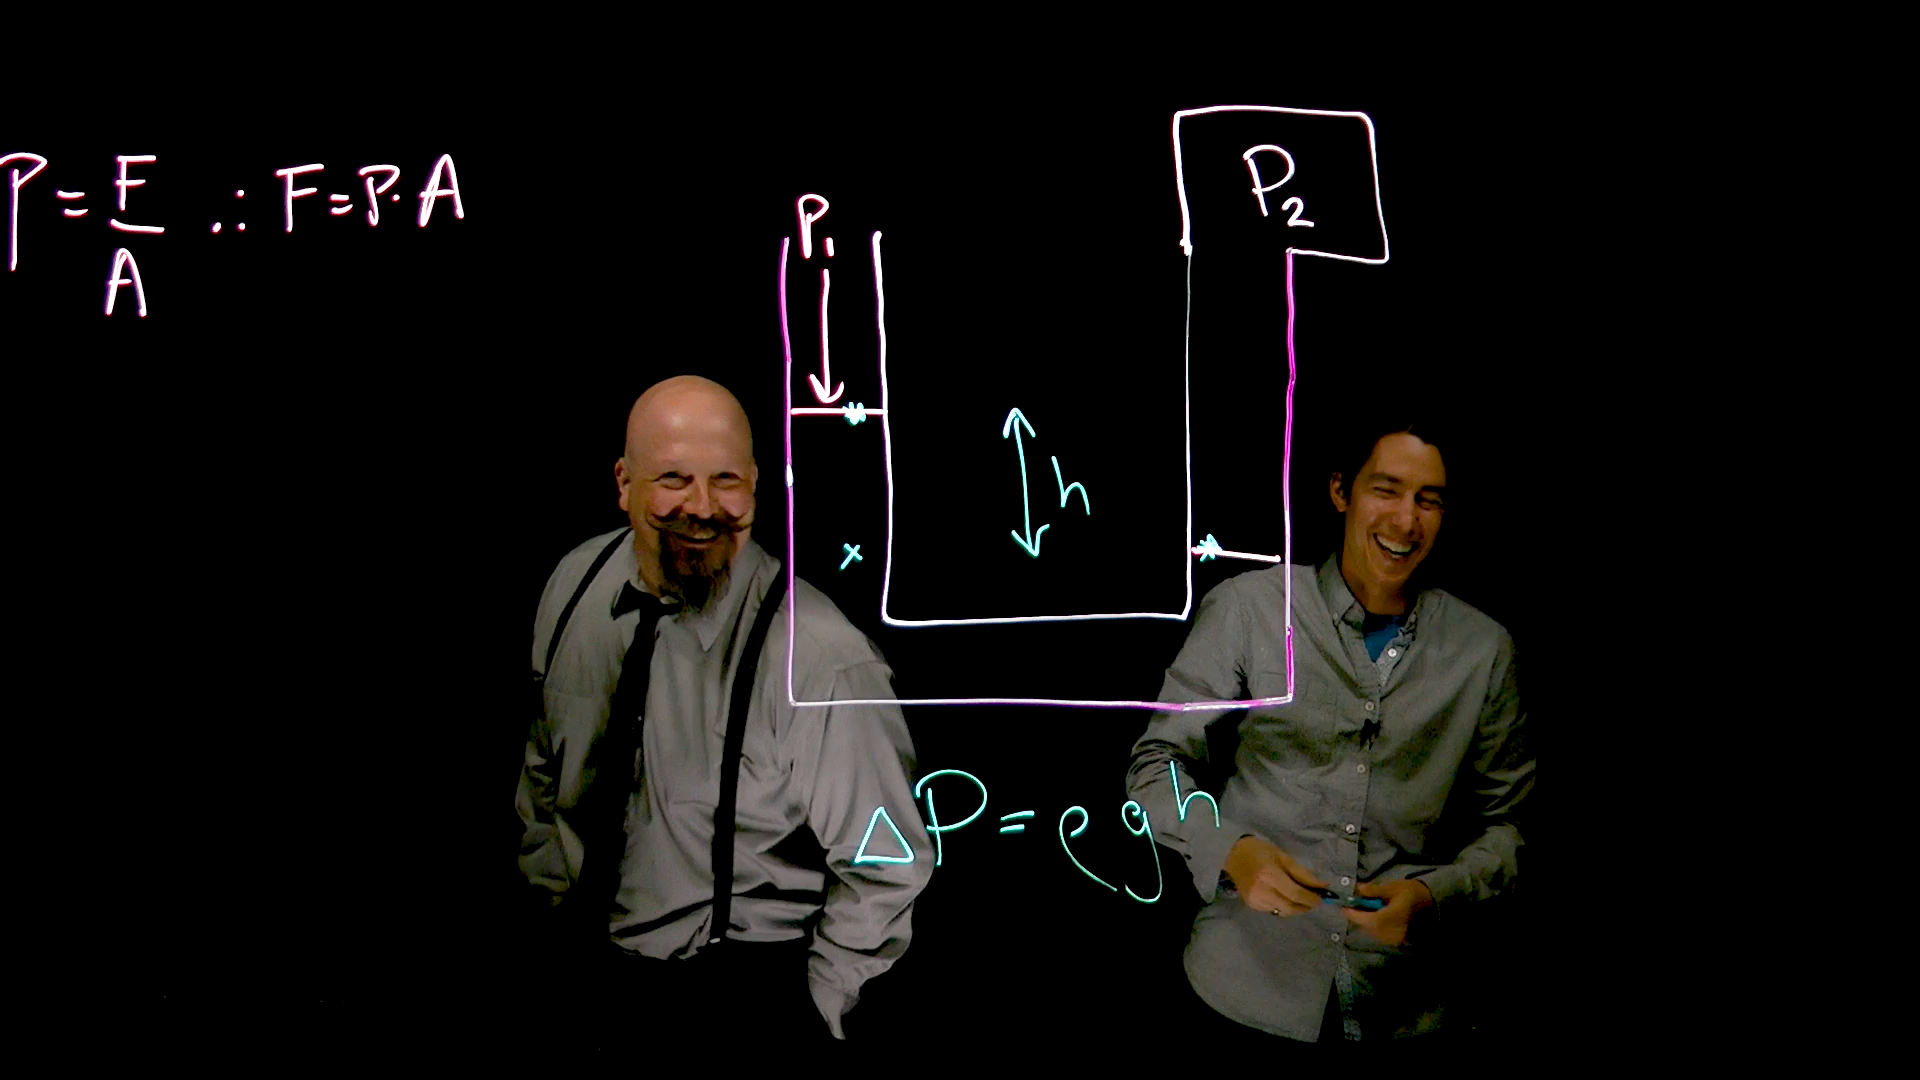 P = F/A ∴ F = P · A
P₁
P₂
h
ΔP = ρgh